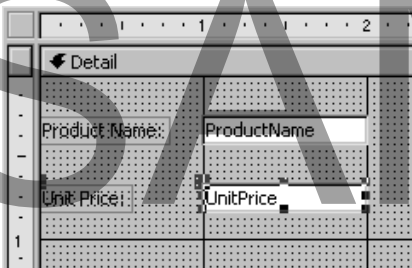 1 2
Detail
Product Name: ProductName
Unit Price: UnitPrice
1